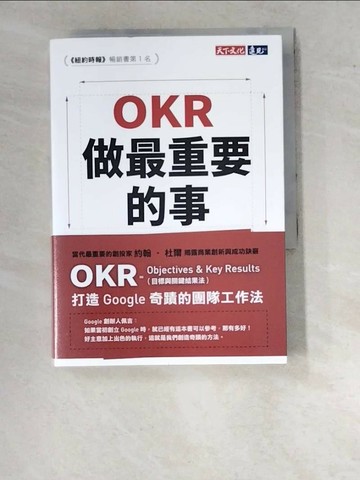 《紐約時報》暢銷書第1名
天下文化 遠見
OKR
做最重要
的事
當代最重要的創投家 約翰・杜爾 揭露商業創新與成功訣竅
OKR= Objectives & Key Results
(目標與關鍵結果法)
打造 Google 奇蹟的團隊工作法
Google 創辦人佩吉：
如果當初創立 Google 時，就已經有這本書可以參考，那有多好！
好主意加上出色的執行，這就是我們創造奇蹟的方法。